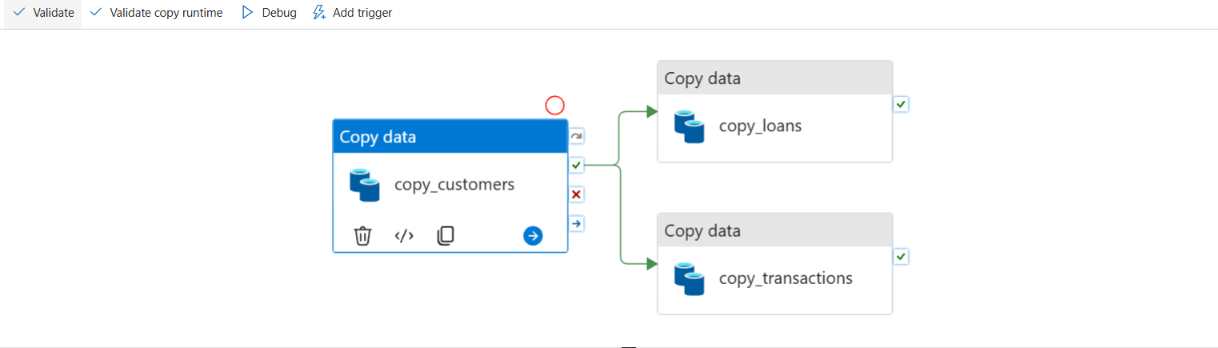 Validate Validate copy runtime Debug Add trigger
Copy data
copy_loans
Copy data
copy_customers
Copy data
copy_transactions